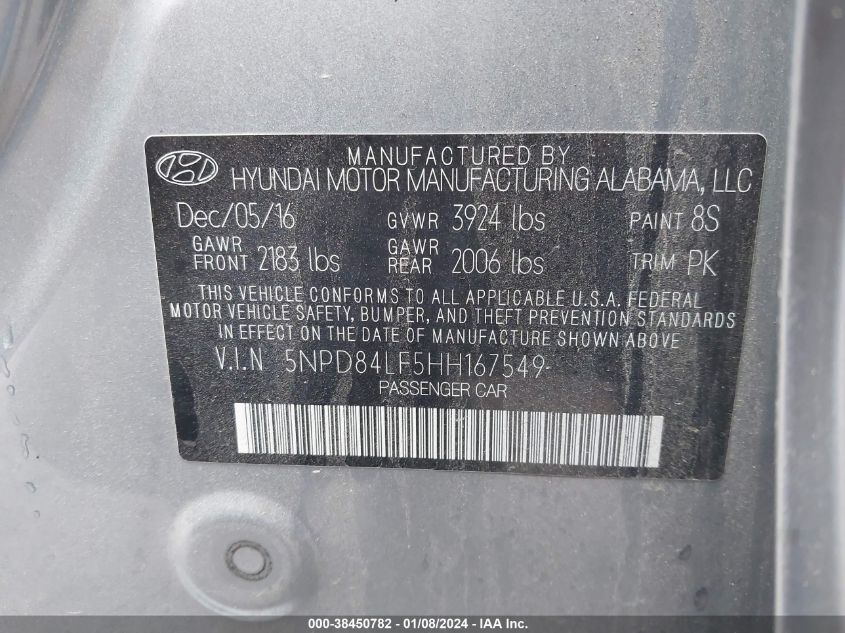 MANUFACTURED BY
HYUNDAI MOTOR MANUFACTURING ALABAMA, LLC
Dec/05/16 GVWR 3924 lbs PAINT 8S
GAWR FRONT 2183 lbs GAWR REAR 2006 lbs TRIM PK
THIS VEHICLE CONFORMS TO ALL APPLICABLE U.S.A. FEDERAL
MOTOR VEHICLE SAFETY, BUMPER, AND THEFT PREVENTION STANDARDS
IN EFFECT ON THE DATE OF MANUFACTURE SHOWN ABOVE
V.I.N 5NPD84LF5HH167549
PASSENGER CAR
000-38450782 - 01/08/2024 - IAA Inc.